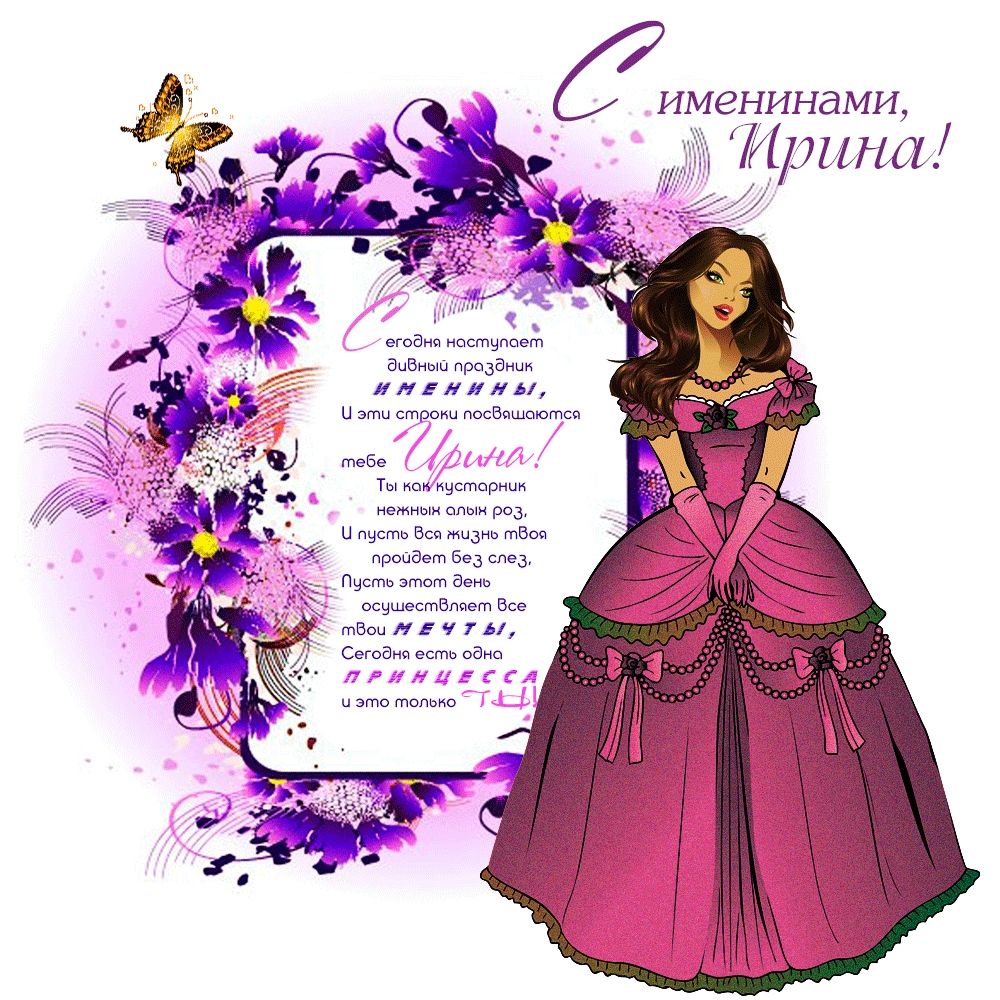 С именинами,
Ирина!
Сегодня наступает
дивный праздник
ИМЕНИНЫ,
И эти строки посвящаются
тебе Ирина!
Ты как кустарник
нежных алых роз,
И пусть вся жизнь твоя
пройдет без слез,
Пусть этот день
осуществляет все
твои МЕЧТЫ,
Сегодня есть одна
ПРИНЦЕССА
и это только ТЫ!